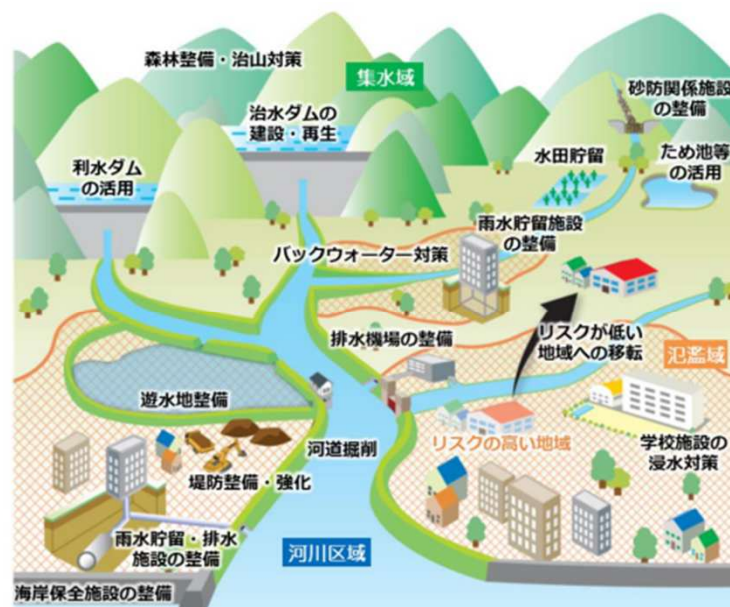 森林整備・治山対策
集水域
砂防関係施設
の整備
治水ダムの
建設・再生
水田貯留
ため池等
の活用
利水ダム
の活用
雨水貯留施設
の整備
バックウォーター対策
排水機場の整備
リスクが低い
地域への移転
氾濫域
遊水地整備
河道掘削
リスクの高い地域
学校施設の
浸水対策
堤防整備・強化
雨水貯留・排水
施設の整備
河川区域
海岸保全施設の整備